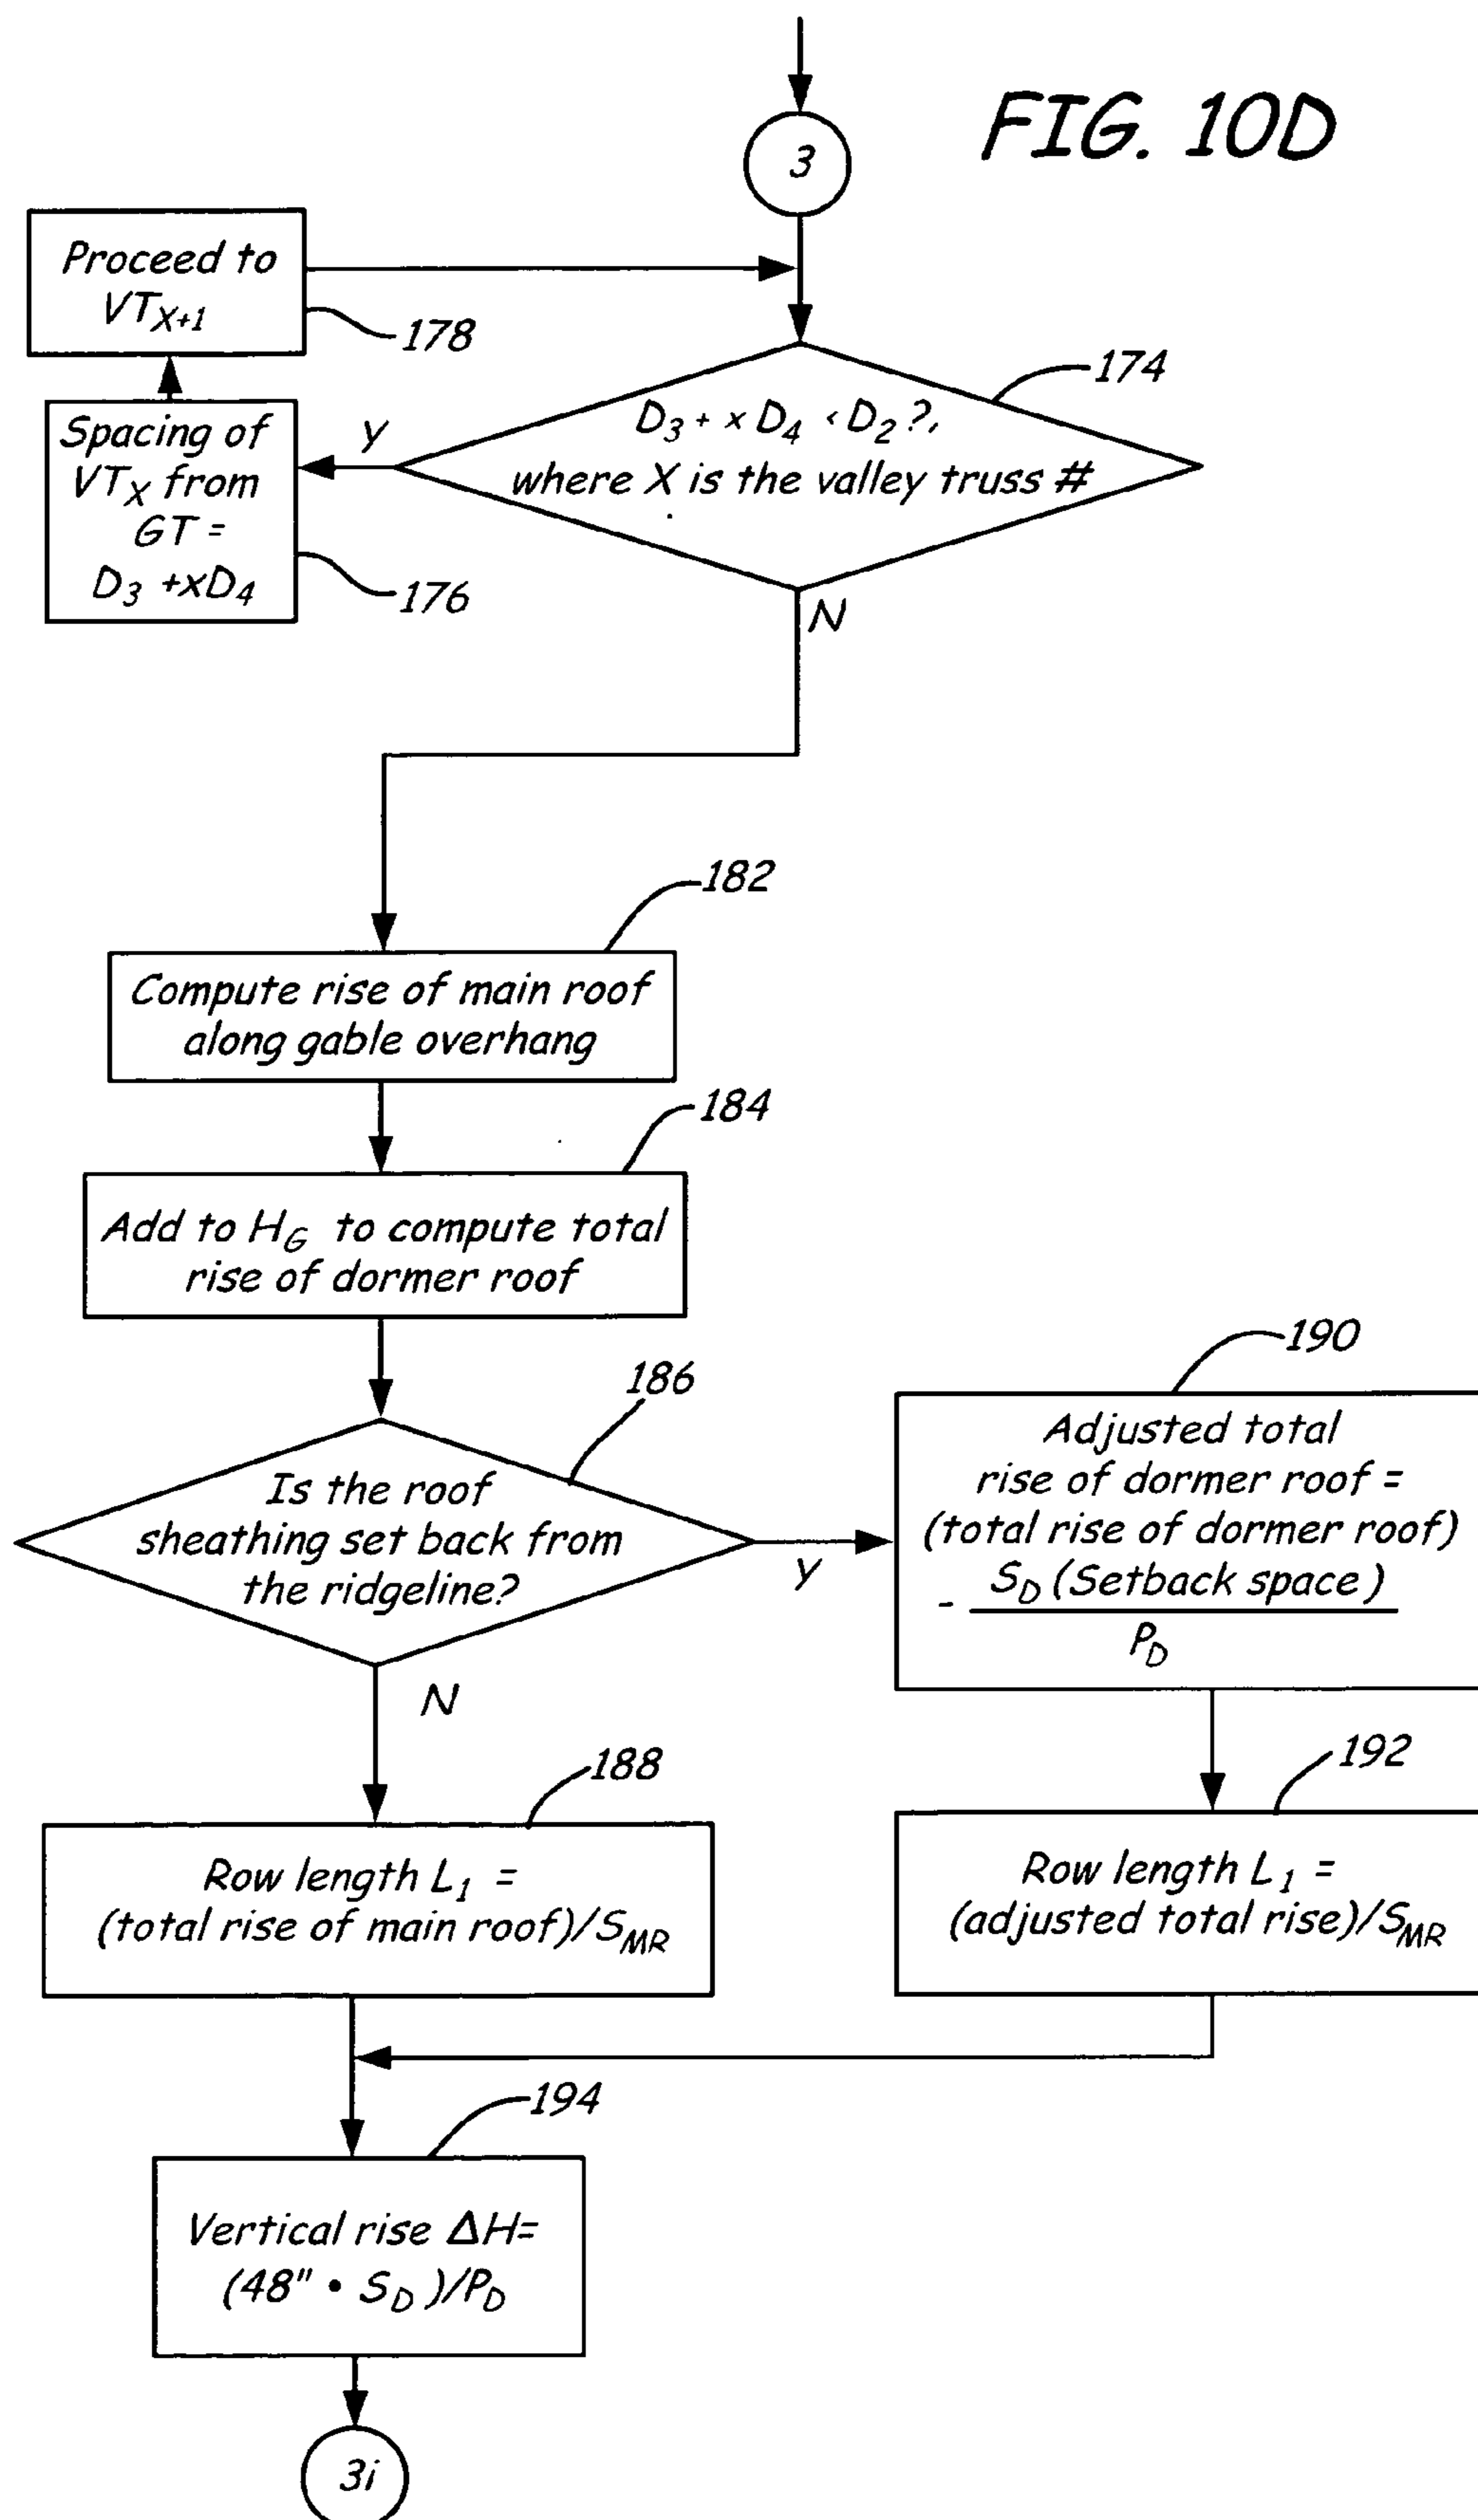 FIG. 10D
3
Proceed to
VTX+1
178
174
D3 + x D4 < D2 ?,
where X is the valley truss #
Y
Spacing of
VTX from
GT =
D3 +xD4
176
N
182
Compute rise of main roof
along gable overhang
184
Add to HG to compute total
rise of dormer roof
186
Is the roof
sheathing set back from
the ridgeline?
Y
N
190
Adjusted total
rise of dormer roof =
(total rise of dormer roof)
- SD (Setback space)
PD
188
Row length L1 =
(total rise of main roof)/SMR
192
Row length L1 =
(adjusted total rise)/SMR
194
Vertical rise ΔH=
(48" • SD )/PD
3i